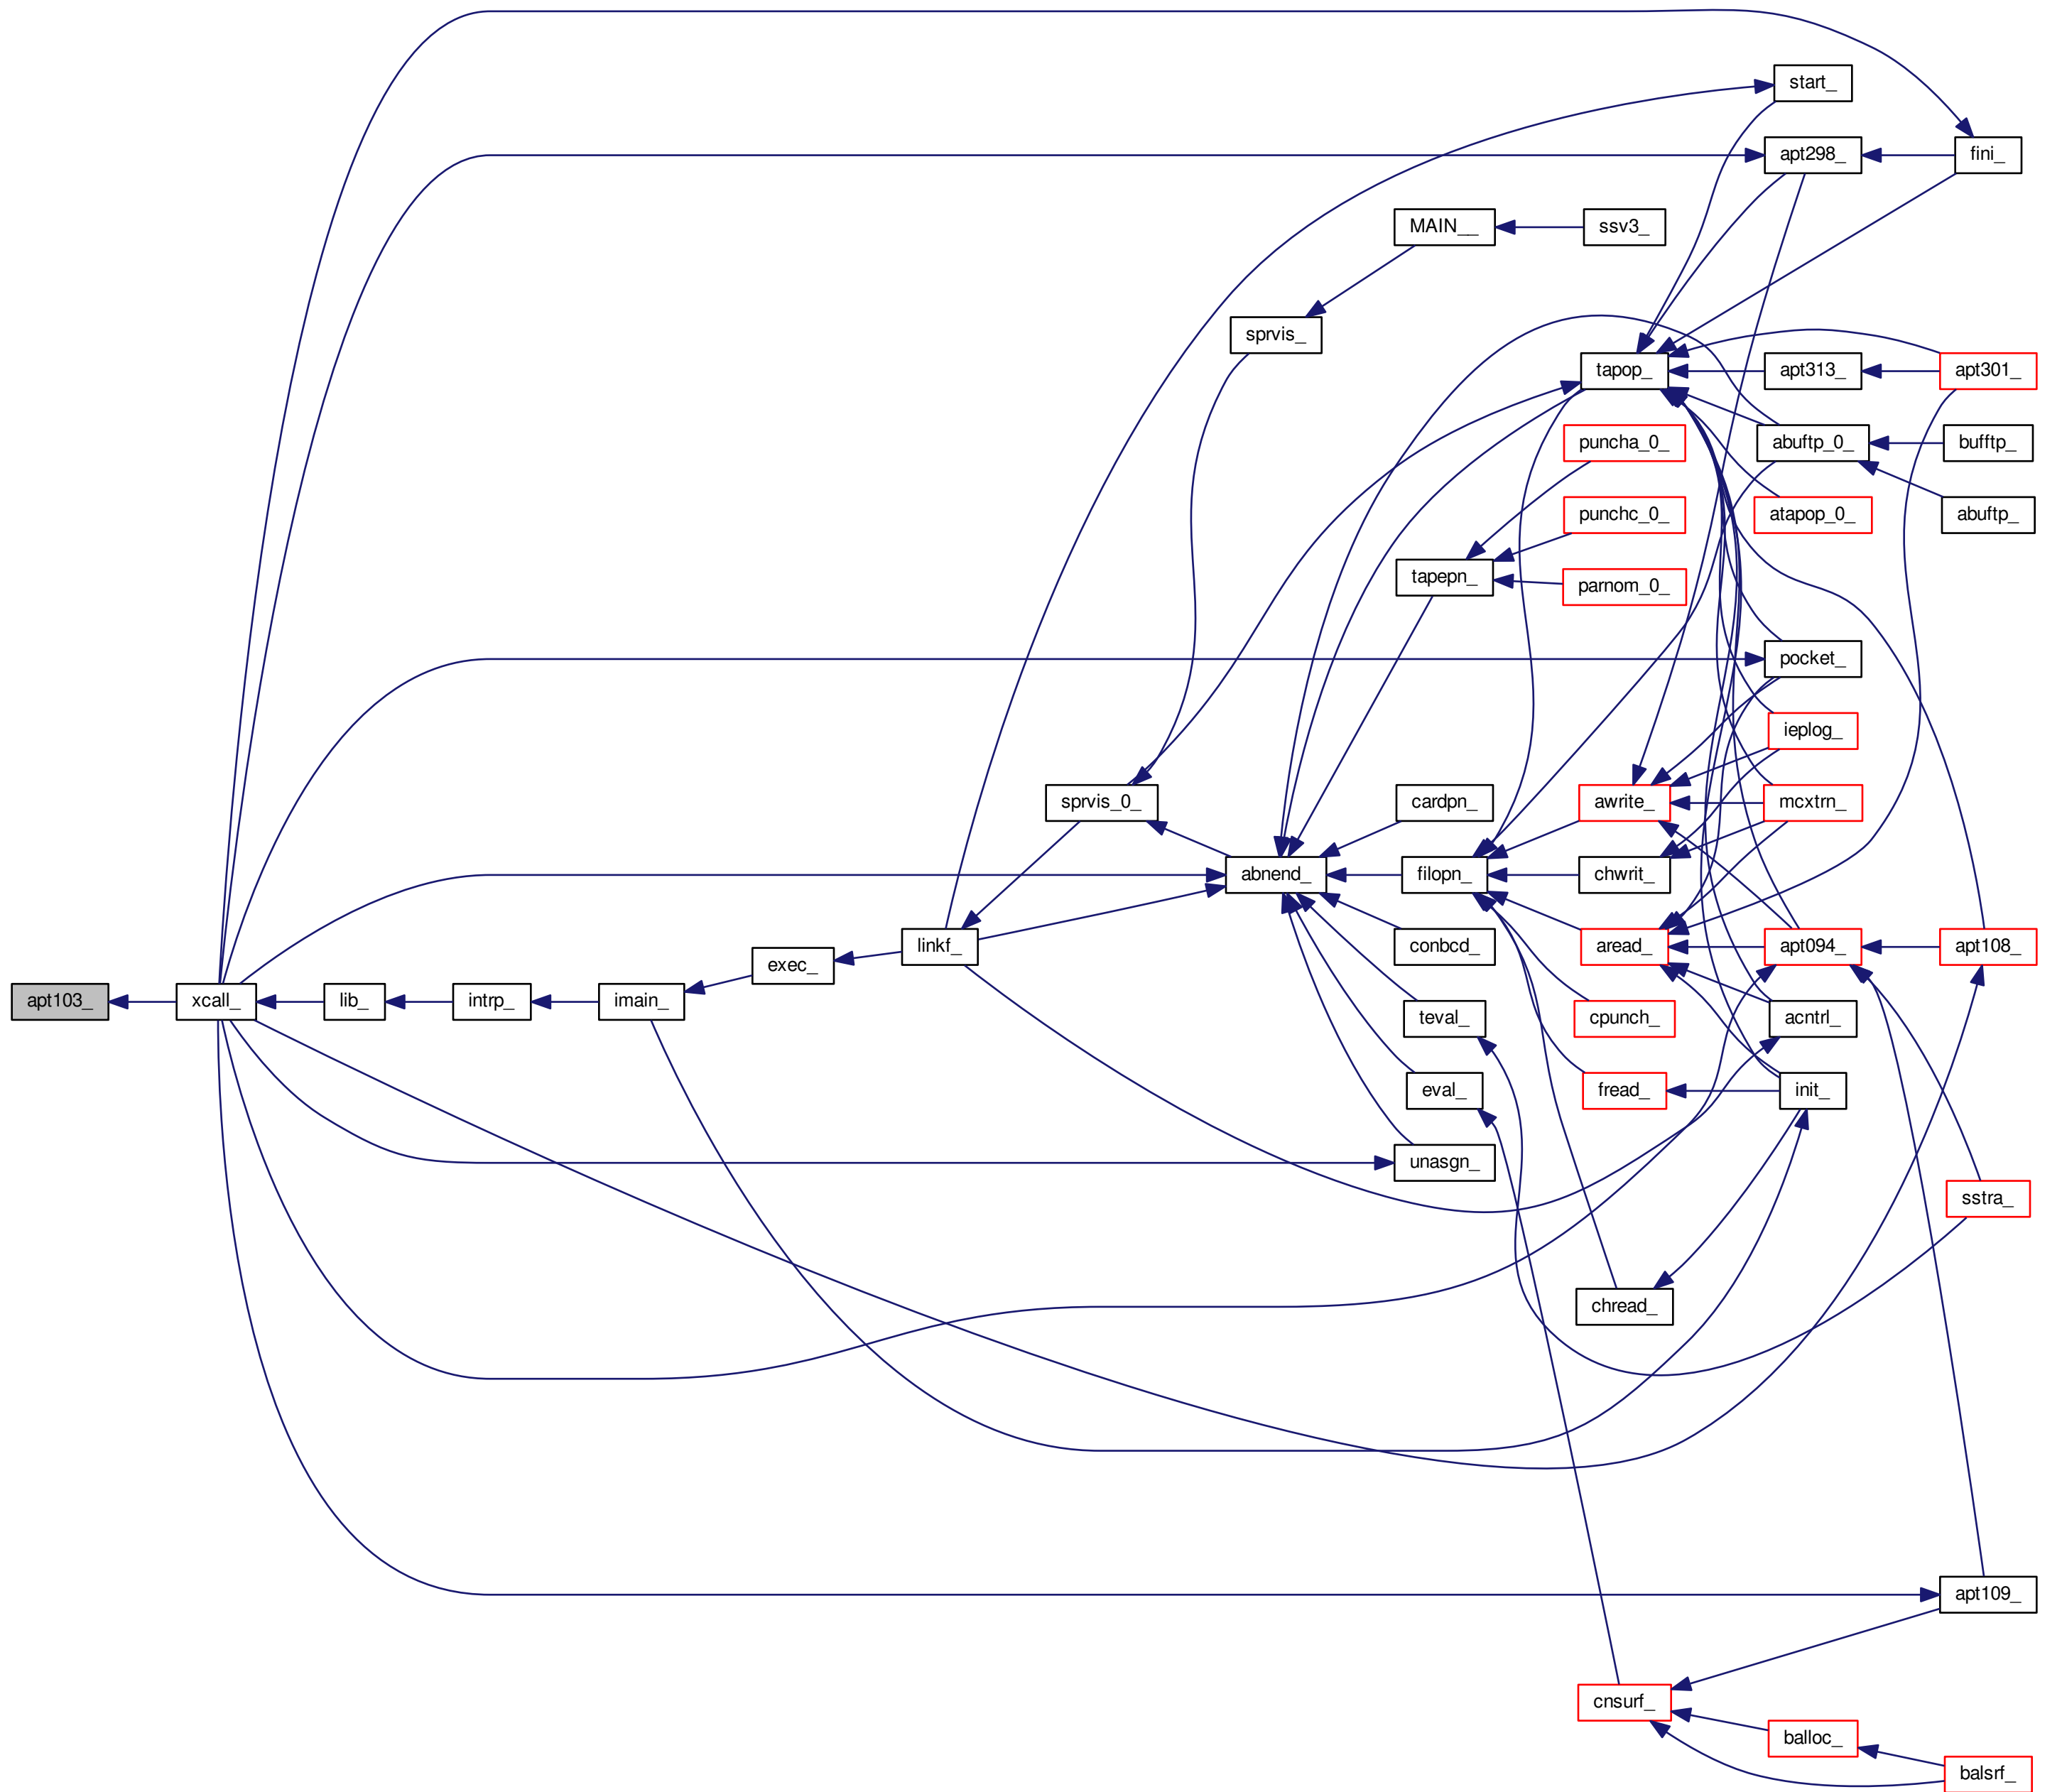 start_
apt298_
fini_
MAIN__
ssv3_
sprvis_
tapop_
apt313_
apt301_
puncha_0_
abuftp_0_
bufftp_
punchc_0_
atapop_0_
abuftp_
tapepn_
parnom_0_
pocket_
ieplog_
sprvis_0_
cardpn_
awrite_
mcxtrn_
abnend_
filopn_
chwrit_
linkf_
conbcd_
aread_
apt094_
apt108_
exec_
apt103_
xcall_
lib_
intrp_
imain_
teval_
cpunch_
acntrl_
eval_
fread_
init_
unasgn_
sstra_
chread_
apt109_
cnsurf_
balloc_
balsrf_